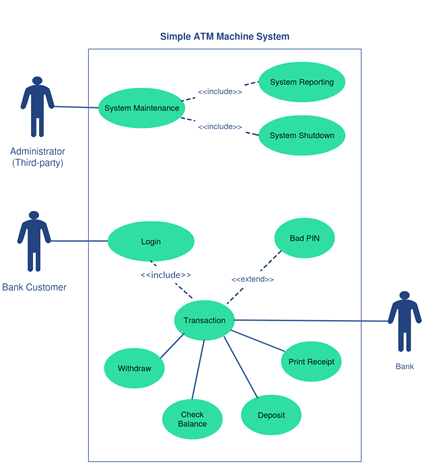 Simple ATM Machine System
System Reporting
<<include>>
System Maintenance
<<include>>
System Shutdown
Administrator
(Third-party)
Login
Bad PIN
<<include>>
<<extend>>
Bank Customer
Transaction
Bank
Withdraw
Print Receipt
Check
Balance
Deposit